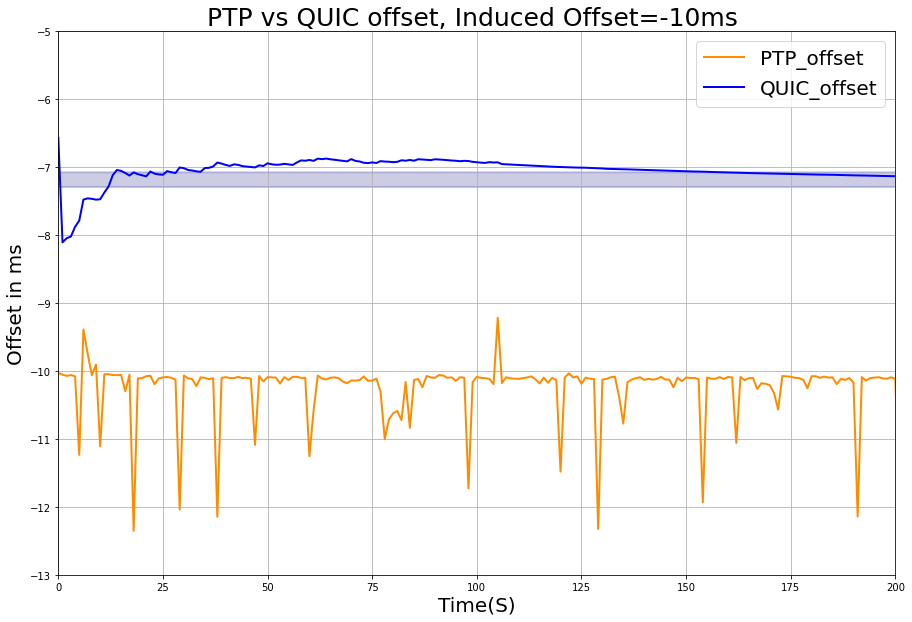 PTP vs QUIC offset, Induced Offset=-10ms
PTP_offset
QUIC_offset
Offset in ms
−5
−6
−7
−8
−9
−10
−11
−12
−13
0 25 50 75 100 125 150 175 200
Time(S)